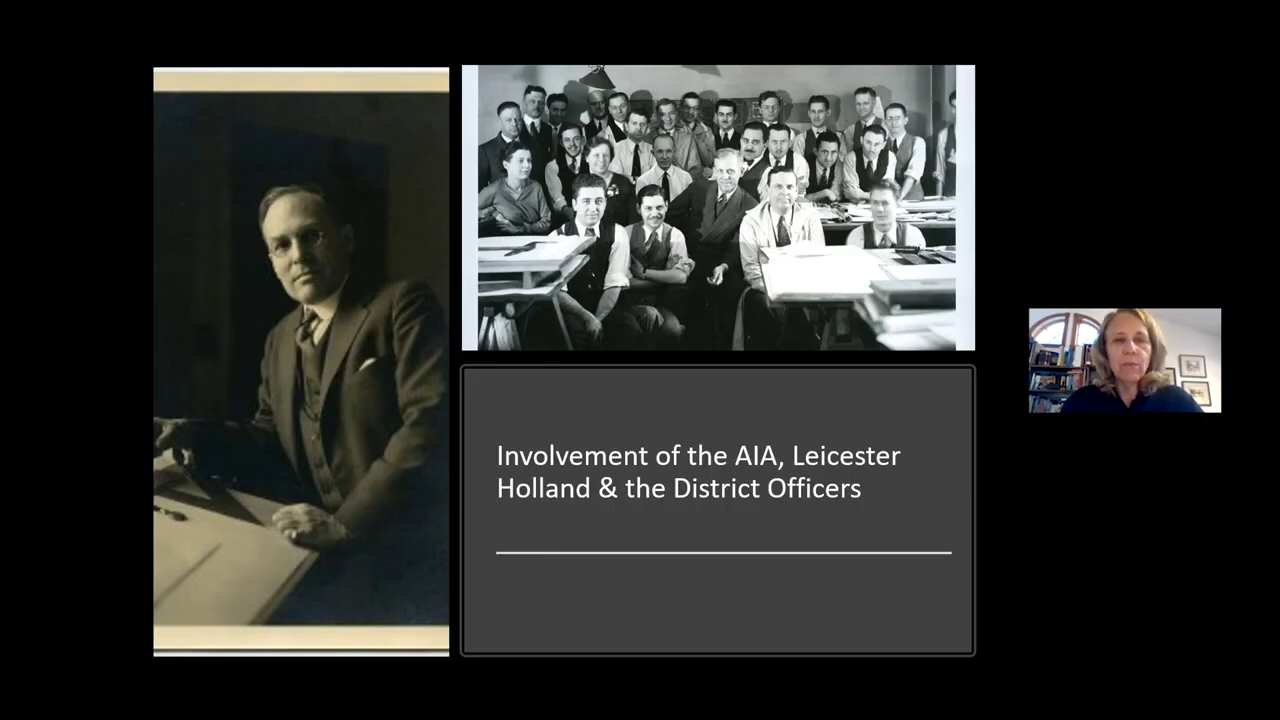 Involvement of the AIA, Leicester
Holland & the District Officers